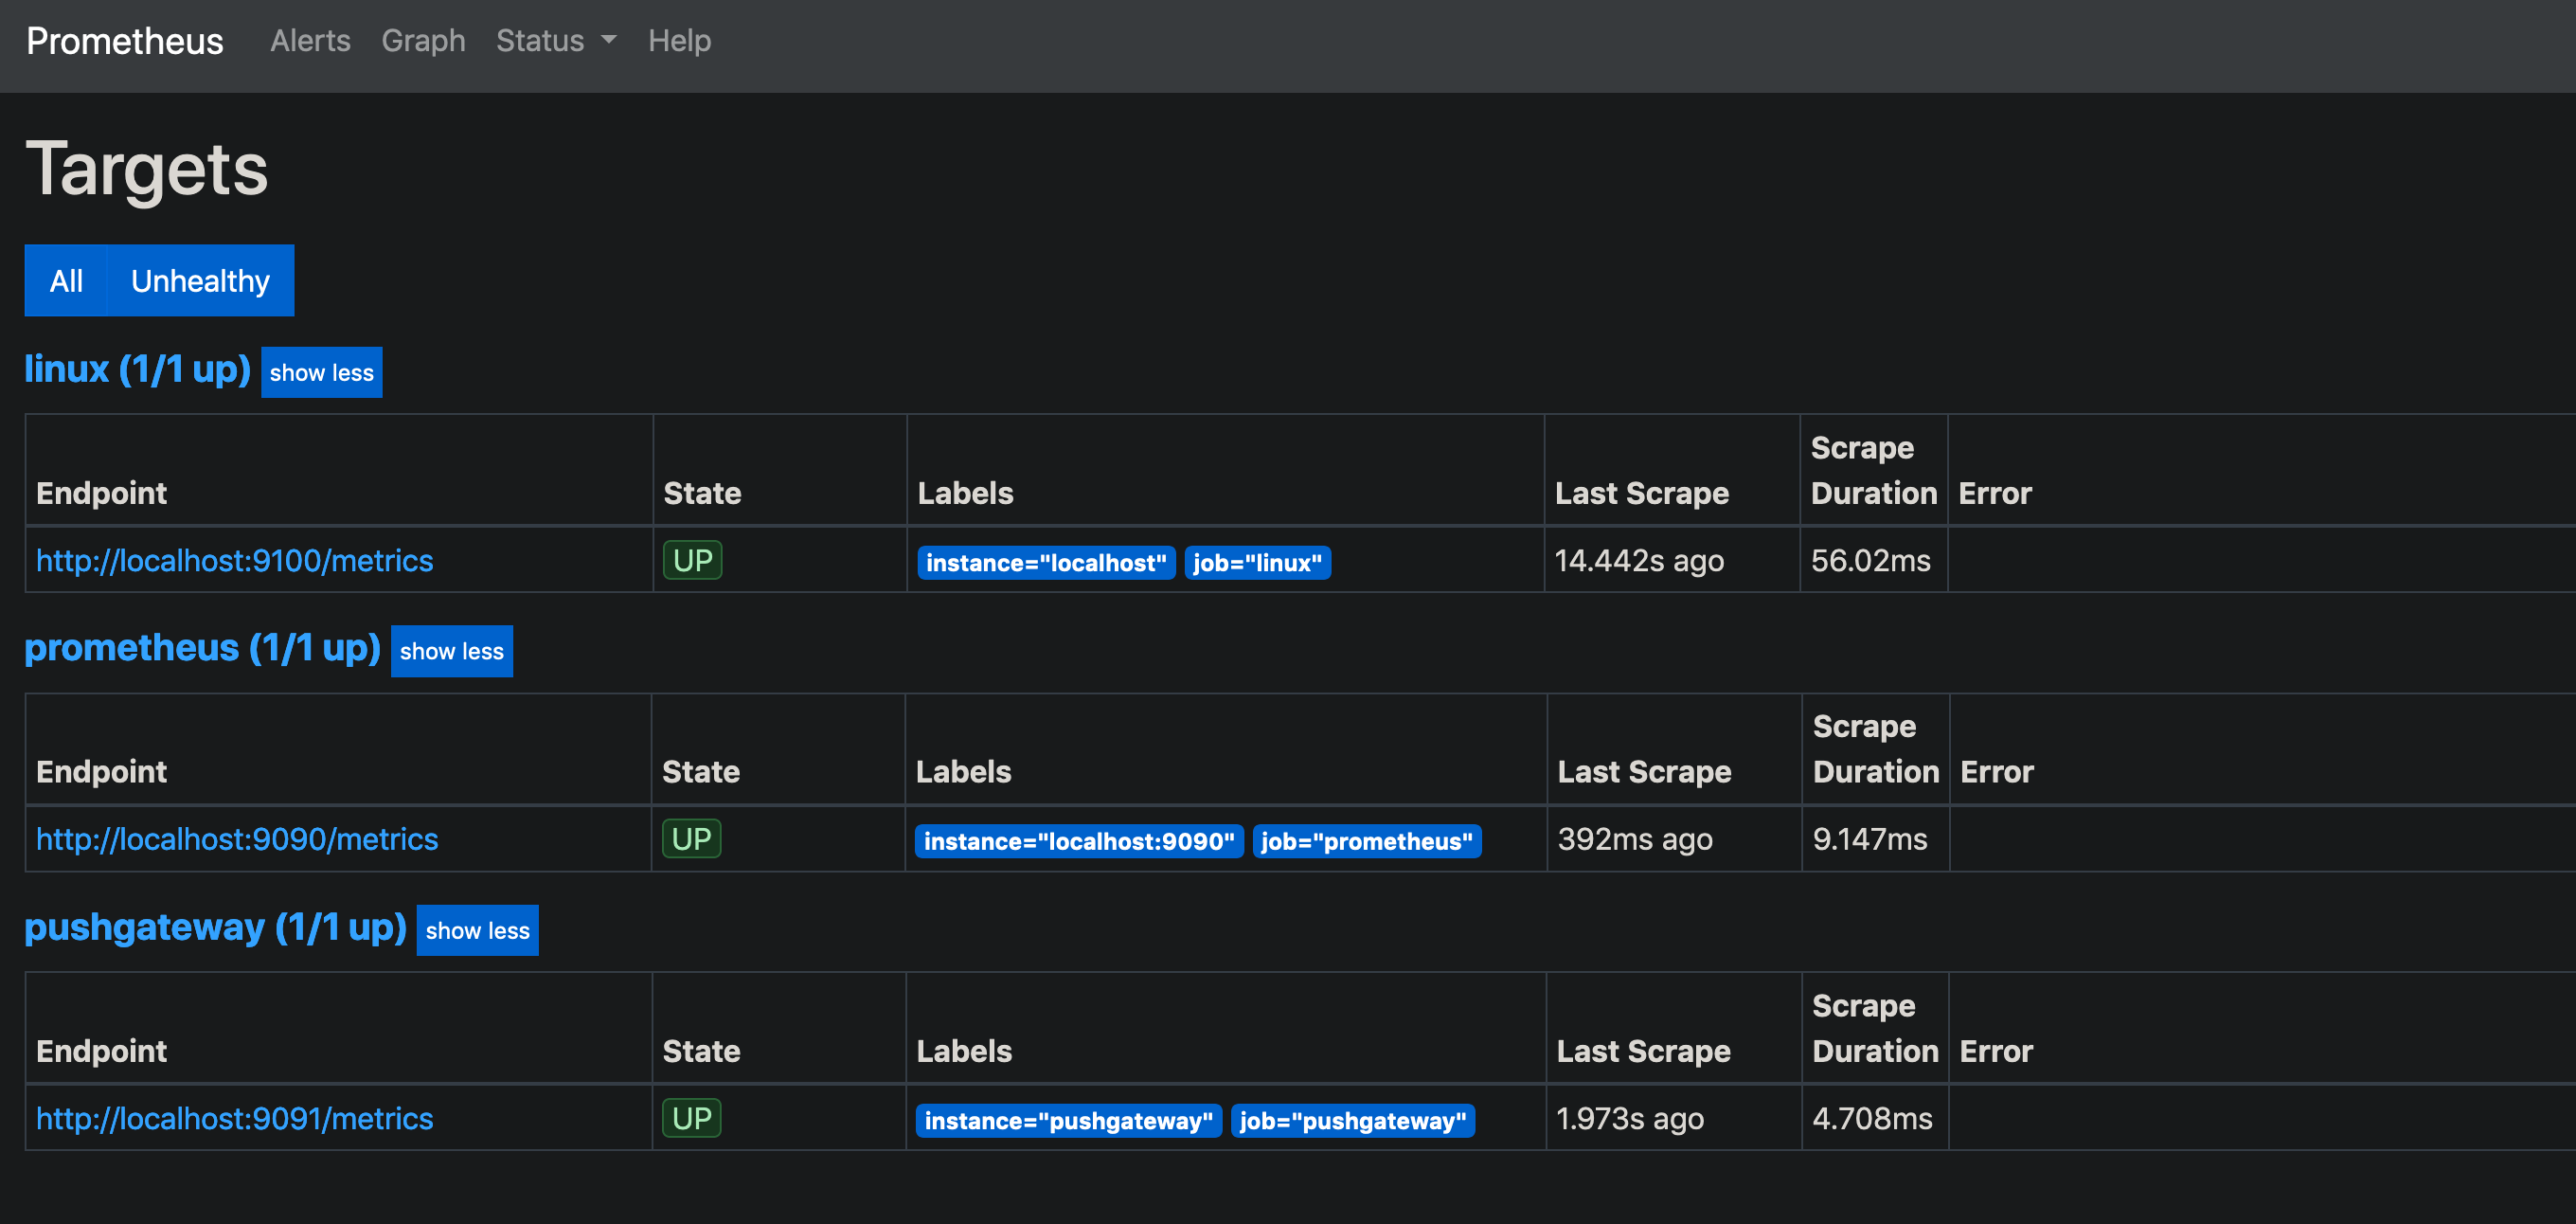 Prometheus Alerts Graph Status Help
Targets
All Unhealthy
linux (1/1 up) show less
Endpoint State Labels Last Scrape Scrape Duration Error
http://localhost:9100/metrics UP instance="localhost" job="linux" 14.442s ago 56.02ms
prometheus (1/1 up) show less
Endpoint State Labels Last Scrape Scrape Duration Error
http://localhost:9090/metrics UP instance="localhost:9090" job="prometheus" 392ms ago 9.147ms
pushgateway (1/1 up) show less
Endpoint State Labels Last Scrape Scrape Duration Error
http://localhost:9091/metrics UP instance="pushgateway" job="pushgateway" 1.973s ago 4.708ms